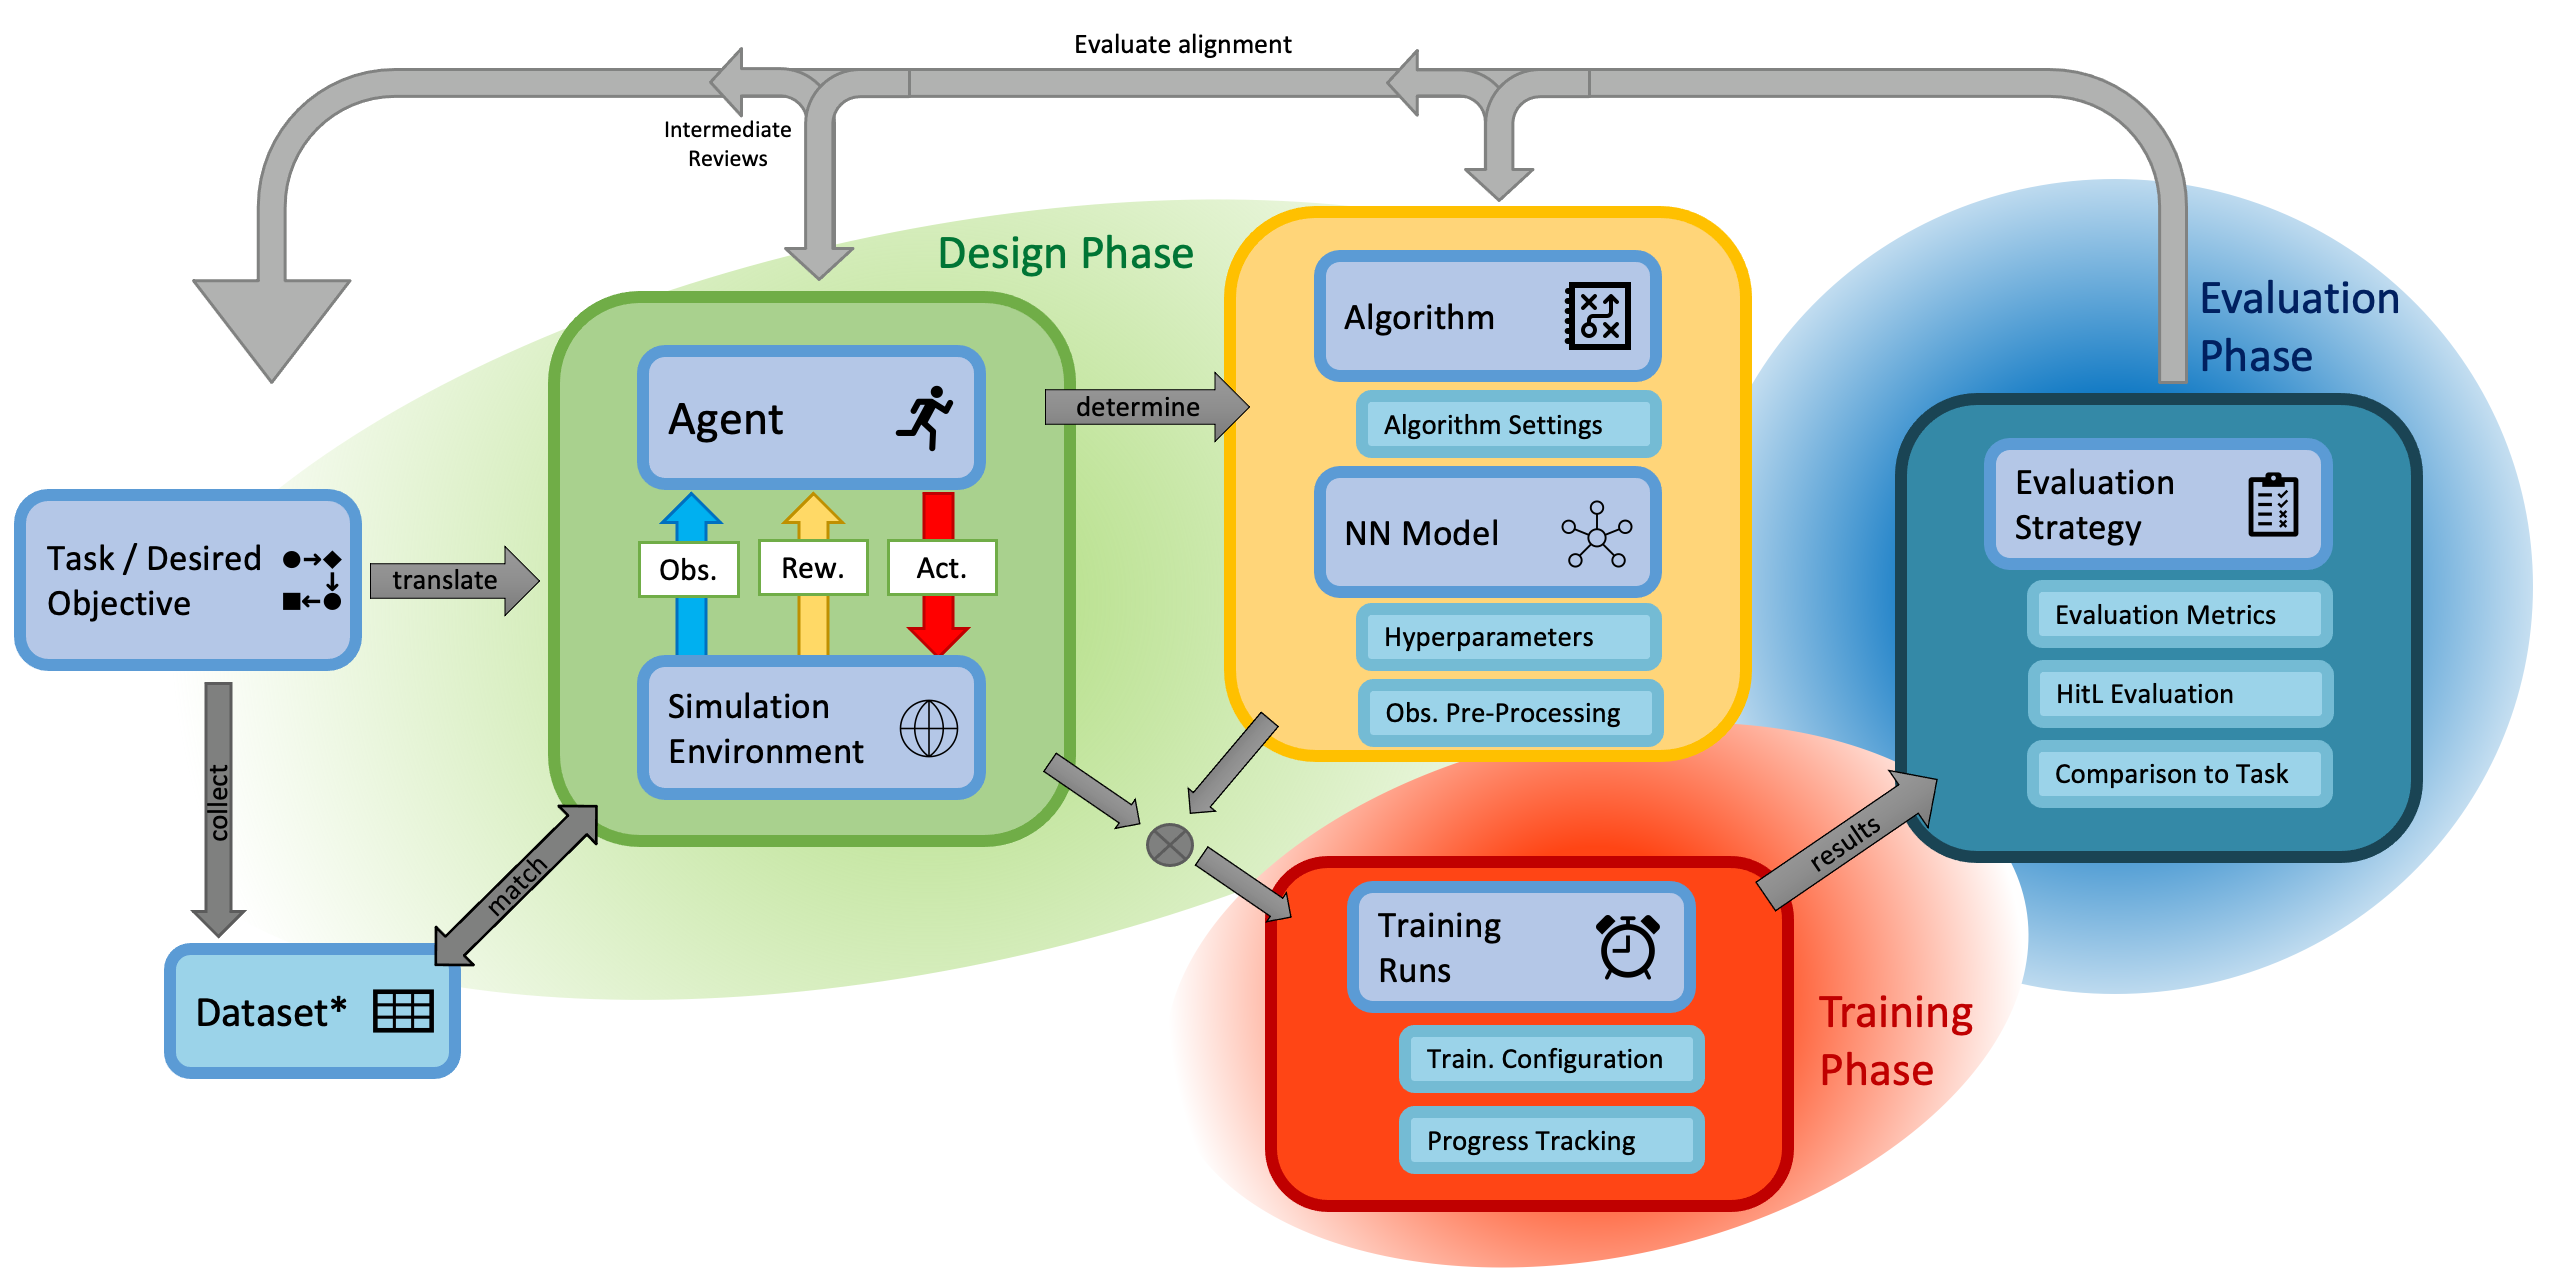 Evaluate alignment
Intermediate
Reviews
Design Phase
Evaluation
Phase
Task / Desired
Objective
translate
collect
Dataset*
match
Agent
Obs.
Rew.
Act.
Simulation
Environment
determine
Algorithm
Algorithm Settings
NN Model
Hyperparameters
Obs. Pre-Processing
Training
Runs
Train. Configuration
Progress Tracking
Training
Phase
results
Evaluation
Strategy
Evaluation Metrics
HitL Evaluation
Comparison to Task